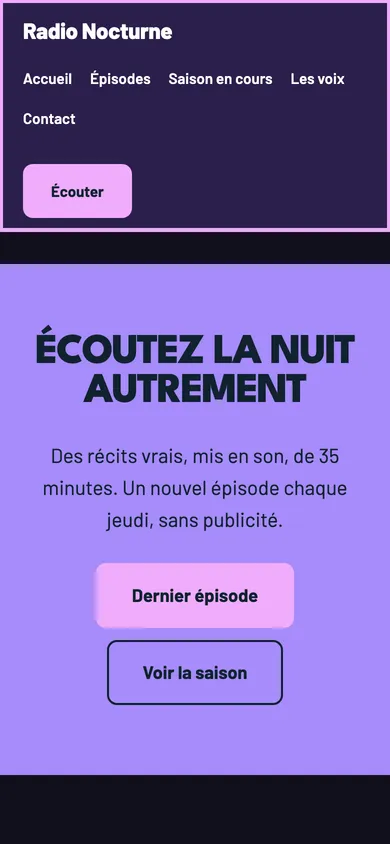 Radio Nocturne
Accueil Épisodes Saison en cours Les voix
Contact
Écouter
ÉCOUTEZ LA NUIT
AUTREMENT
Des récits vrais, mis en son, de 35
minutes. Un nouvel épisode chaque
jeudi, sans publicité.
Dernier épisode
Voir la saison